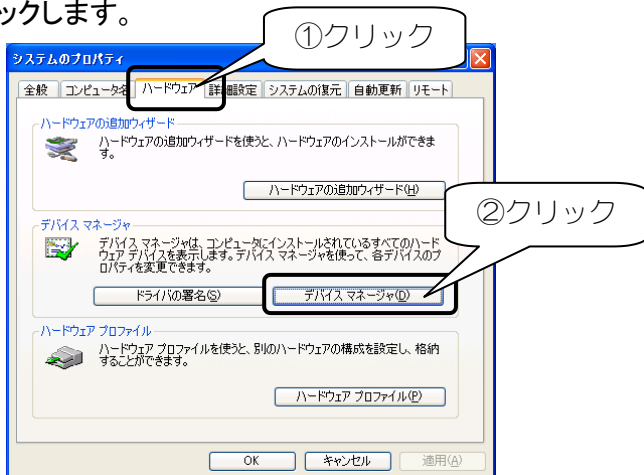 ックします。
①クリック
システムのプロパティ
全般 コンピュータ名 ハードウェア 詳細設定 システムの復元 自動更新 リモート
ハードウェアの追加ウィザード
ハードウェアの追加ウィザードを使うと、ハードウェアのインストールができま
す。
ハードウェアの追加ウィザード(H)
②クリック
デバイス マネージャ
デバイス マネージャは、コンピュータにインストールされているすべてのハード
ウェア デバイスを表示します。デバイス マネージャを使って、各デバイスのプ
ロパティを変更できます。
ドライバの署名(S) デバイス マネージャ(D)
ハードウェア プロファイル
ハードウェア プロファイルを使うと、別のハードウェアの構成を設定し、格納
することができます。
ハードウェア プロファイル(P)
OK キャンセル 適用(A)